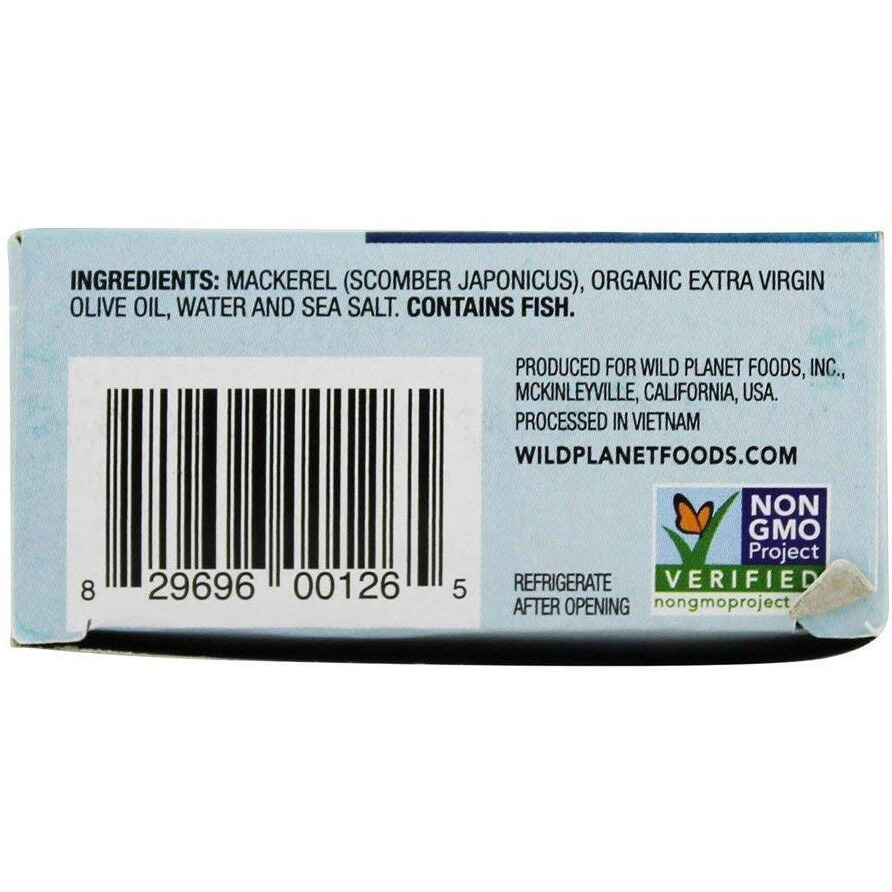 INGREDIENTS: MACKEREL (SCOMBER JAPONICUS), ORGANIC EXTRA VIRGIN
OLIVE OIL, WATER AND SEA SALT. CONTAINS FISH.
PRODUCED FOR WILD PLANET FOODS, INC.,
MCKINLEYVILLE, CALIFORNIA, USA.
PROCESSED IN VIETNAM
WILDPLANETFOODS.COM
8 29696 00126 5
REFRIGERATE
AFTER OPENING
NON
GMO
Project
VERIFIED
nongmoproject